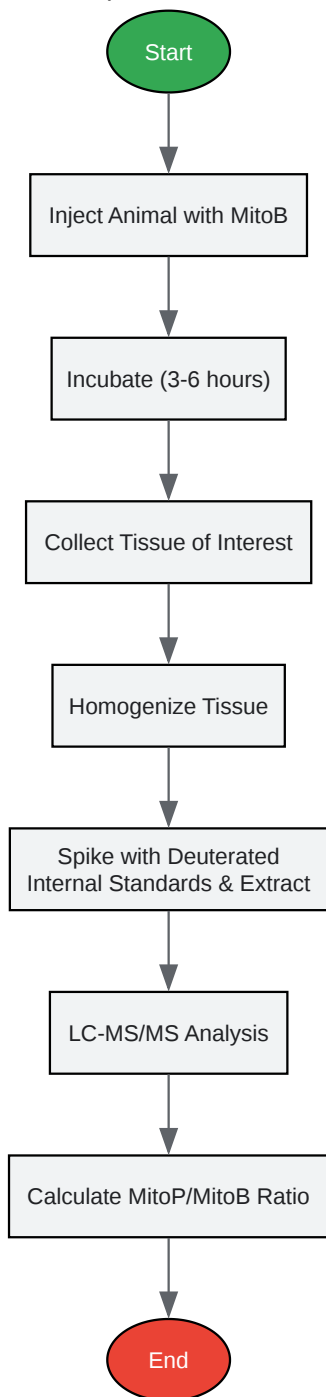 Start
Inject Animal with MitoB
Incubate (3-6 hours)
Collect Tissue of Interest
Homogenize Tissue
Spike with Deuterated
Internal Standards & Extract
LC-MS/MS Analysis
Calculate MitoP/MitoB Ratio
End